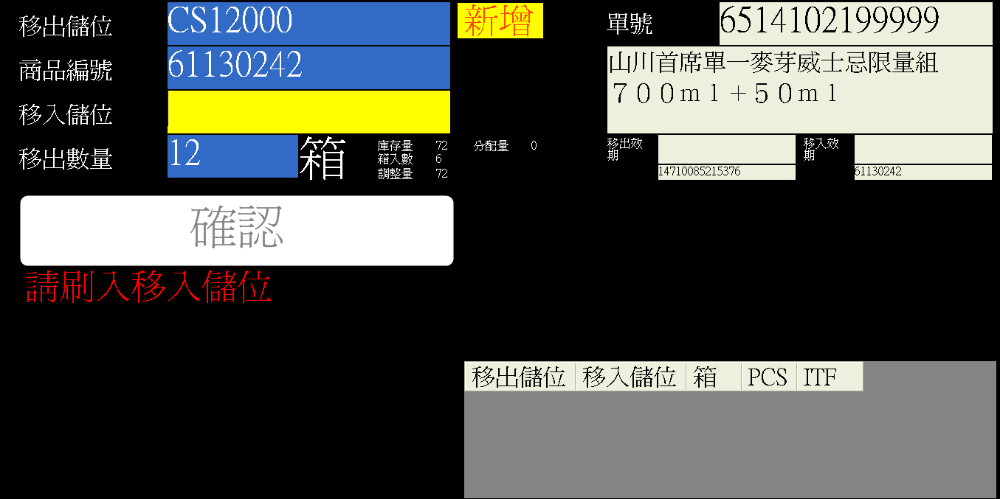 移出儲位 CS12000 新增 單號 6514102199999
商品編號 61130242 山川首席單一麥芽威士忌限量組
７００ｍｌ＋５０ｍｌ
移入儲位
移出數量 12 箱
庫存量 72 分配量 0
箱入數 6
調整量 72
移出效期
14710085215376
移入效期
61130242
確認
請刷入移入儲位
移出儲位 移入儲位 箱 PCS ITF